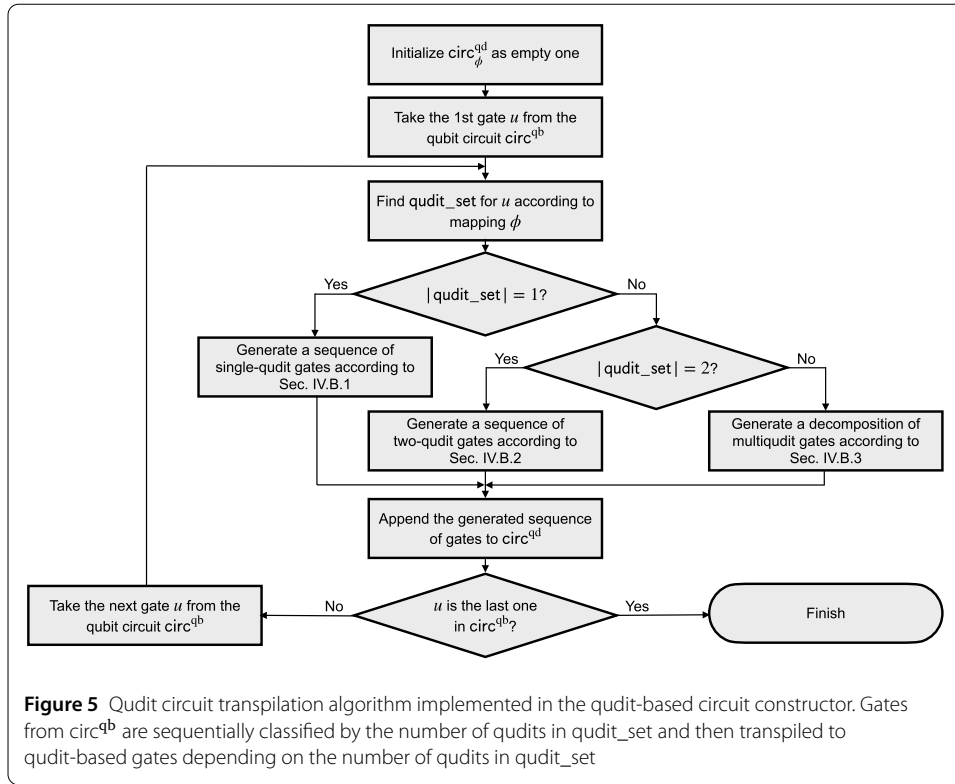 Initialize circ_ϕ^qd as empty one
Take the 1st gate u from the
qubit circuit circ^qb
Find qudit_set for u according to
mapping ϕ
|qudit_set| = 1?
Yes
No
Generate a sequence of
single-qudit gates according to
Sec. IV.B.1
|qudit_set| = 2?
Yes
No
Generate a sequence of
two-qudit gates according to
Sec. IV.B.2
Generate a decomposition of
multiqudit gates according to
Sec. IV.B.3
Append the generated sequence
of gates to circ^qd
u is the last one
in circ^qb?
No
Yes
Take the next gate u from the
qubit circuit circ^qb
Finish
Figure 5 Qudit circuit transpilation algorithm implemented in the qudit-based circuit constructor. Gates
from circ^qb are sequentially classified by the number of qudits in qudit_set and then transpiled to
qudit-based gates depending on the number of qudits in qudit_set